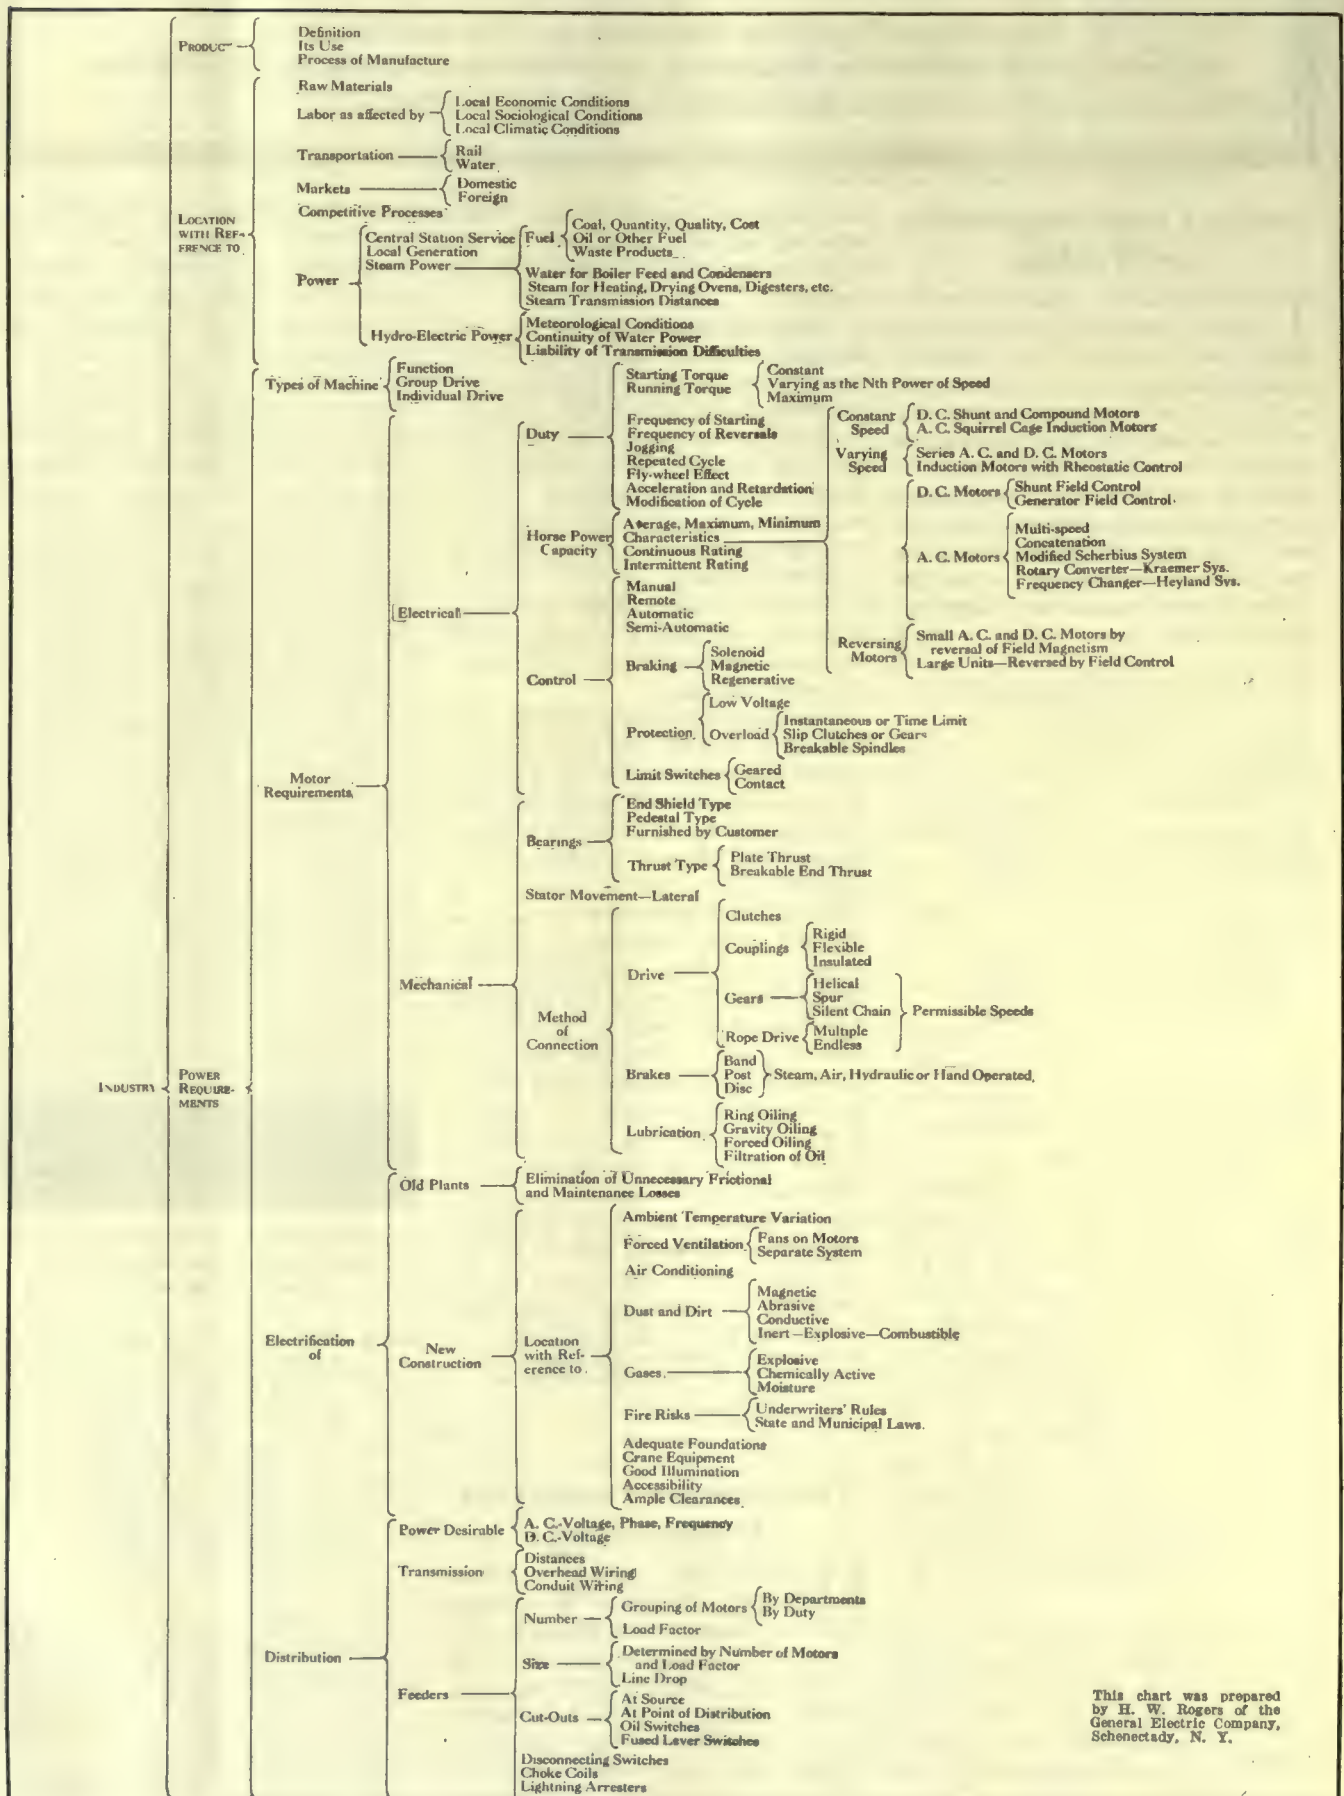 PRODUCT
Definition
Its Use
Process of Manufacture
LOCATION
WITH REF-
ERENCE TO
Raw Materials
Labor as affected by
Local Economic Conditions
Local Sociological Conditions
Local Climatic Conditions
Transportation
Rail
Water
Markets
Domestic
Foreign
Competitive Processes
Power
Central Station Service
Local Generation
Steam Power
Fuel
Coal, Quantity, Quality, Cost
Oil or Other Fuel
Waste Products
Water for Boiler Feed and Condensers
Steam for Heating, Drying Ovens, Digesters, etc.
Steam Transmission Distances
Hydro-Electric Power
Meteorological Conditions
Continuity of Water Power
Liability of Transmission Difficulties
INDUSTRY
POWER
REQUIRE-
MENTS
Types of Machine
Function
Group Drive
Individual Drive
Motor
Requirements
Electrical
Duty
Starting Torque
Running Torque
Constant
Varying as the Nth Power of Speed
Maximum
Frequency of Starting
Frequency of Reversals
Jogging
Repeated Cycle
Fly-wheel Effect
Acceleration and Retardation
Modification of Cycle
Horse Power
Capacity
Average, Maximum, Minimum
Characteristics
Continuous Rating
Intermittent Rating
Constant
Speed
D. C. Shunt and Compound Motors
A. C. Squirrel Cage Induction Motors
Varying
Speed
Series A. C. and D. C. Motors
Induction Motors with Rheostatic Control
D. C. Motors
Shunt Field Control
Generator Field Control
A. C. Motors
Multi-speed
Concatenation
Modified Scherbius System
Rotary Converter—Kraemer Sys.
Frequency Changer—Heyland Sys.
Reversing
Motors
Small A. C. and D. C. Motors by
reversal of Field Magnetism
Large Units—Reversed by Field Control
Control
Manual
Remote
Automatic
Semi-Automatic
Braking
Solenoid
Magnetic
Regenerative
Protection
Low Voltage
Overload
Instantaneous or Time Limit
Slip Clutches or Gears
Breakable Spindles
Limit Switches
Geared
Contact
Mechanical
Bearings
End Shield Type
Pedestal Type
Furnished by Customer
Thrust Type
Plate Thrust
Breakable End Thrust
Stator Movement—Lateral
Method
of
Connection
Drive
Clutches
Couplings
Rigid
Flexible
Insulated
Gears
Helical
Spur
Silent Chain
Rope Drive
Multiple
Endless
Permissible Speeds
Brakes
Band
Post
Disc
Steam, Air, Hydraulic or Hand Operated.
Lubrication
Ring Oiling
Gravity Oiling
Forced Oiling
Filtration of Oil
Electrification
of
Old Plants
Elimination of Unnecessary Frictional
and Maintenance Losses
New
Construction
Location
with Ref-
erence to
Ambient Temperature Variation
Forced Ventilation
Fans on Motors
Separate System
Air Conditioning
Dust and Dirt
Magnetic
Abrasive
Conductive
Inert—Explosive—Combustible
Gases
Explosive
Chemically Active
Moisture
Fire Risks
Underwriters' Rules
State and Municipal Laws.
Adequate Foundations
Crane Equipment
Good Illumination
Accessibility
Ample Clearances
Distribution
Power Desirable
A. C.-Voltage, Phase, Frequency
D. C.-Voltage
Transmission
Distances
Overhead Wiring
Conduit Wiring
Feeders
Number
Grouping of Motors
By Departments
By Duty
Load Factor
Size
Determined by Number of Motors
and Load Factor
Line Drop
Cut-Outs
At Source
At Point of Distribution
Oil Switches
Fused Lever Switches
Disconnecting Switches
Choke Coils
Lightning Arresters
This chart was prepared
by H. W. Rogers of the
General Electric Company,
Schenectady, N. Y.